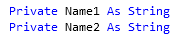 Private Name1 As String
Private Name2 As String